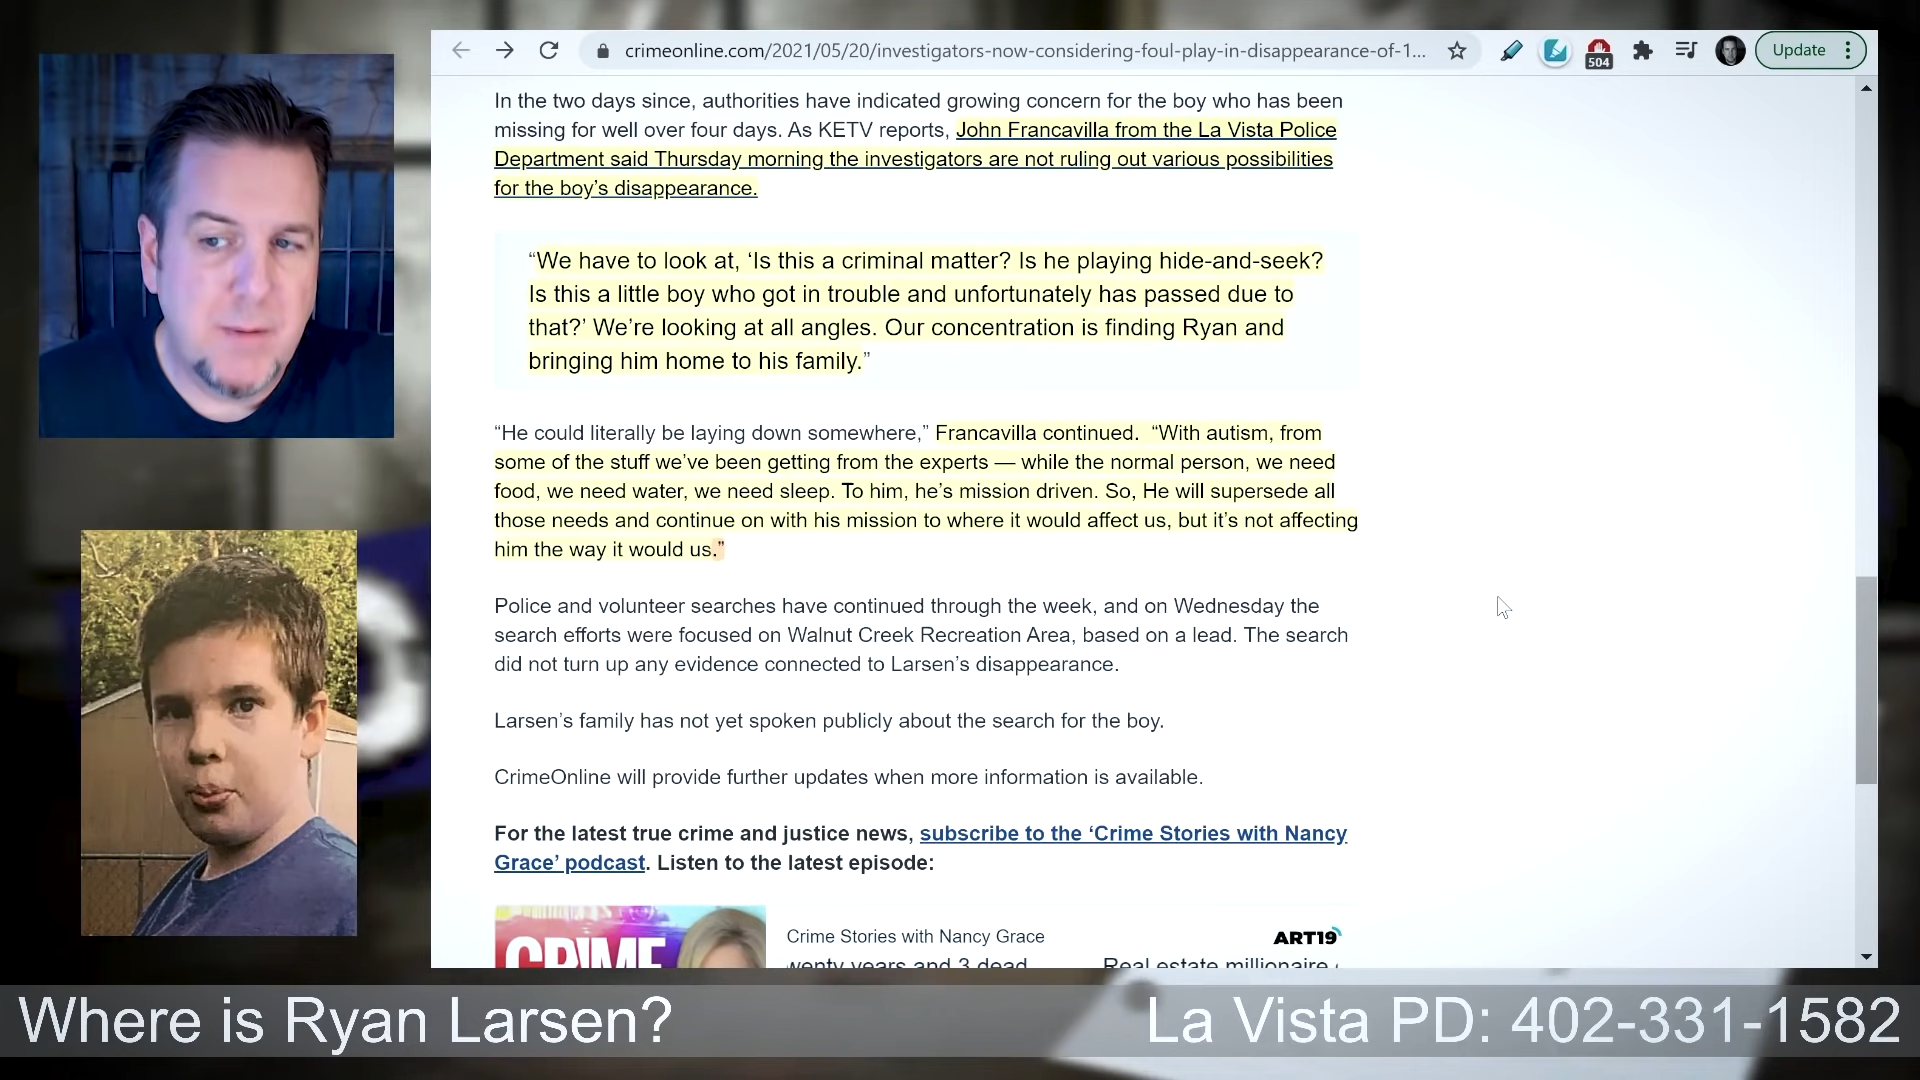 crimeonline.com/2021/05/20/investigators-now-considering-foul-play-in-disappearance-of-1...
504
Update
In the two days since, authorities have indicated growing concern for the boy who has been
missing for well over four days. As KETV reports, John Francavilla from the La Vista Police
Department said Thursday morning the investigators are not ruling out various possibilities
for the boy’s disappearance.
“We have to look at, ‘Is this a criminal matter? Is he playing hide-and-seek?
Is this a little boy who got in trouble and unfortunately has passed due to
that?’ We’re looking at all angles. Our concentration is finding Ryan and
bringing him home to his family.”
“He could literally be laying down somewhere,” Francavilla continued.  “With autism, from
some of the stuff we’ve been getting from the experts — while the normal person, we need
food, we need water, we need sleep. To him, he’s mission driven. So, He will supersede all
those needs and continue on with his mission to where it would affect us, but it’s not affecting
him the way it would us.”
Police and volunteer searches have continued through the week, and on Wednesday the
search efforts were focused on Walnut Creek Recreation Area, based on a lead. The search
did not turn up any evidence connected to Larsen’s disappearance.
Larsen’s family has not yet spoken publicly about the search for the boy.
CrimeOnline will provide further updates when more information is available.
For the latest true crime and justice news, subscribe to the ‘Crime Stories with Nancy
Grace’ podcast. Listen to the latest episode:
CRIME
Crime Stories with Nancy Grace
ART19
wenty years and 3 dead
Real estate millionaire
Where is Ryan Larsen?
La Vista PD: 402-331-1582